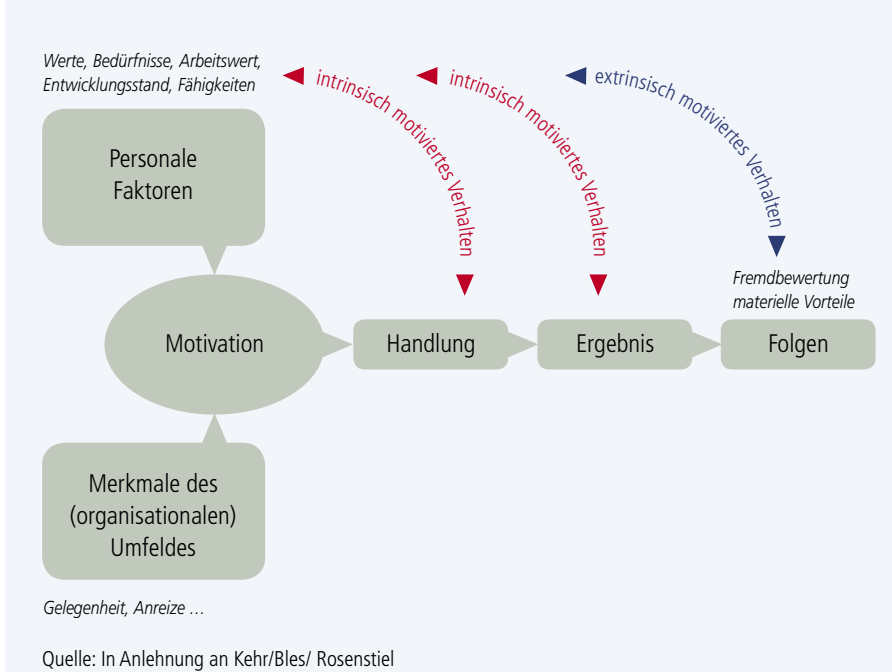 Werte, Bedürfnisse, Arbeitswert,
Entwicklungsstand, Fähigkeiten
intrinsisch motiviertes Verhalten
intrinsisch motiviertes Verhalten
extrinsisch motiviertes Verhalten
Personale
Faktoren
Fremdbewertung
materielle Vorteile
Motivation
Handlung
Ergebnis
Folgen
Merkmale des
(organisationalen)
Umfeldes
Gelegenheit, Anreize …
Quelle: In Anlehnung an Kehr/Bles/ Rosenstiel